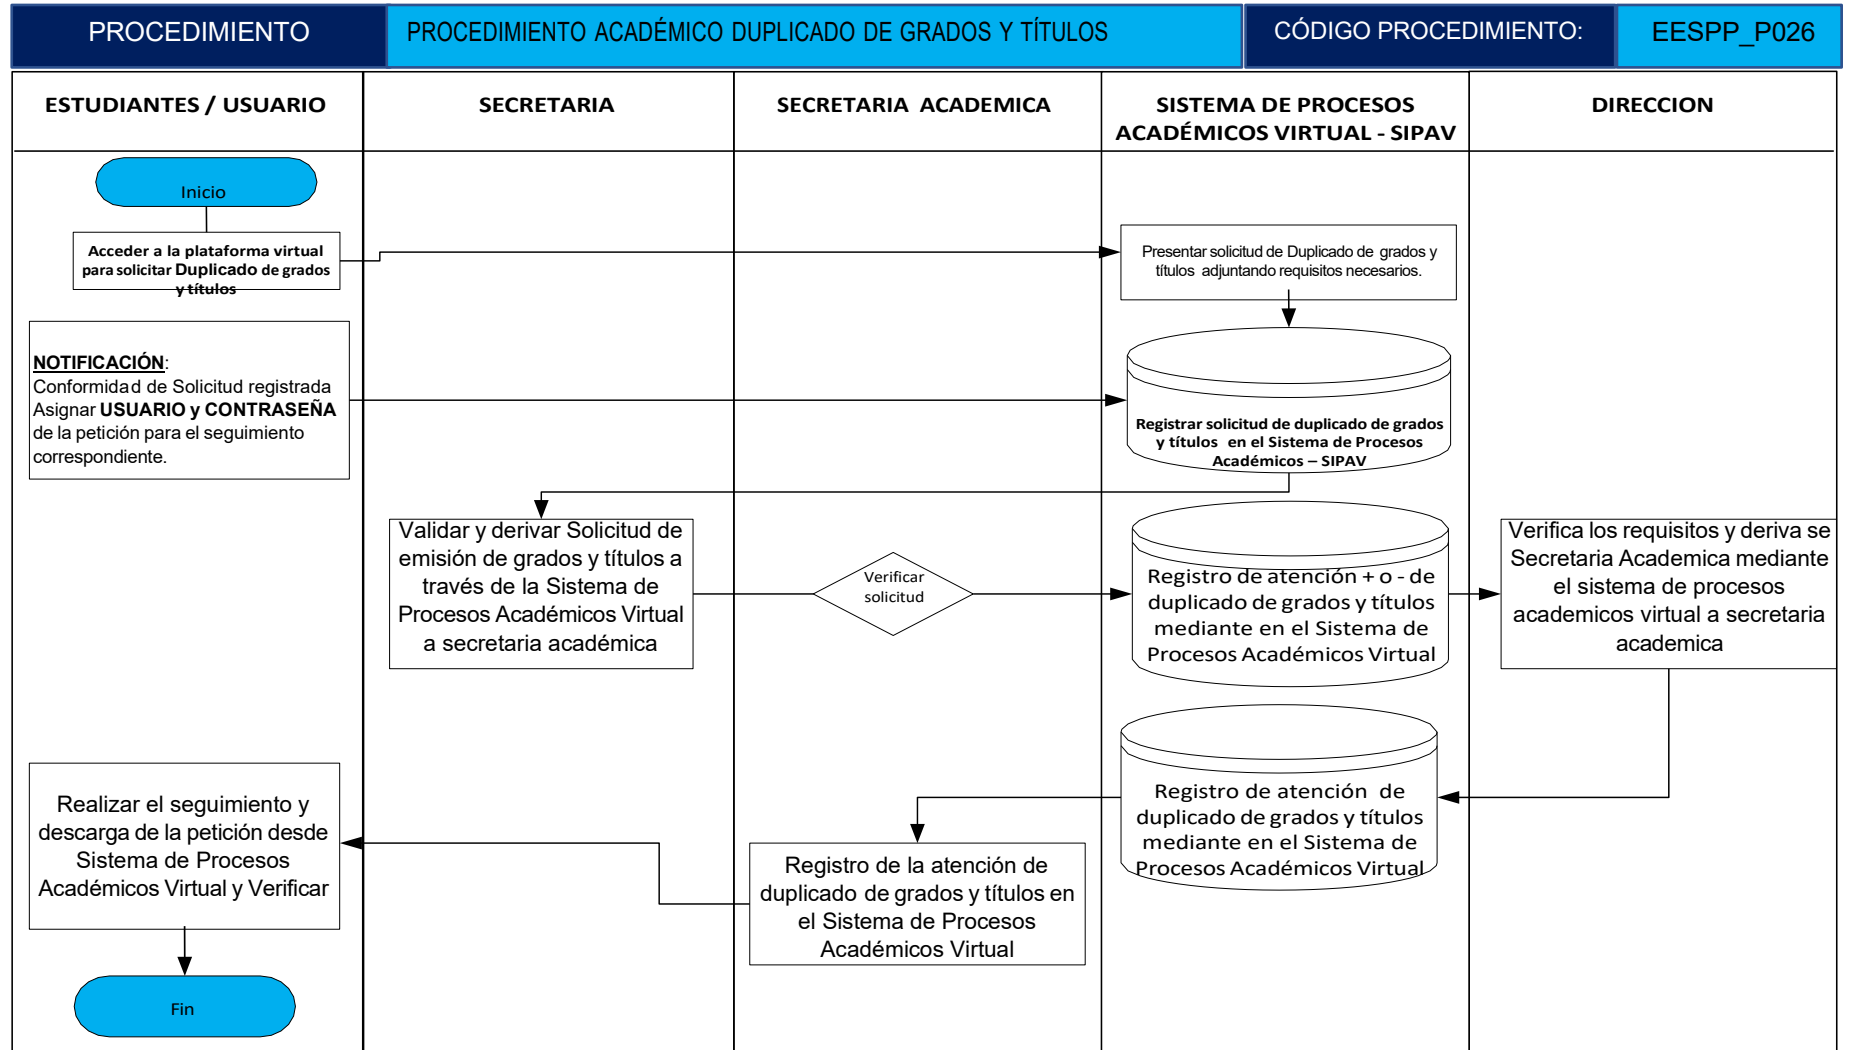 PROCEDIMIENTO
PROCEDIMIENTO ACADÉMICO DUPLICADO DE GRADOS Y TÍTULOS
CÓDIGO PROCEDIMIENTO:
EESPP_P026
ESTUDIANTES / USUARIO
SECRETARIA
SECRETARIA ACADEMICA
SISTEMA DE PROCESOS
ACADÉMICOS VIRTUAL - SIPAV
DIRECCION
Inicio
Acceder a la plataforma virtual
para solicitar Duplicado de grados
y títulos
Presentar solicitud de Duplicado de grados y
títulos adjuntando requisitos necesarios.
NOTIFICACIÓN:
Conformidad de Solicitud registrada
Asignar USUARIO y CONTRASEÑA
de la petición para el seguimiento
correspondiente.
Registrar solicitud de duplicado de grados
y títulos en el Sistema de Procesos
Académicos – SIPAV
Validar y derivar Solicitud de
emisión de grados y títulos a
través de la Sistema de
Procesos Académicos Virtual
a secretaria académica
Verificar
solicitud
Registro de atención + o - de
duplicado de grados y títulos
mediante en el Sistema de
Procesos Académicos Virtual
Verifica los requisitos y deriva se
Secretaria Academica mediante
el sistema de procesos
academicos virtual a secretaria
academica
Registro de atención de
duplicado de grados y títulos
mediante en el Sistema de
Procesos Académicos Virtual
Realizar el seguimiento y
descarga de la petición desde
Sistema de Procesos
Académicos Virtual y Verificar
Registro de la atención de
duplicado de grados y títulos en
el Sistema de Procesos
Académicos Virtual
Fin